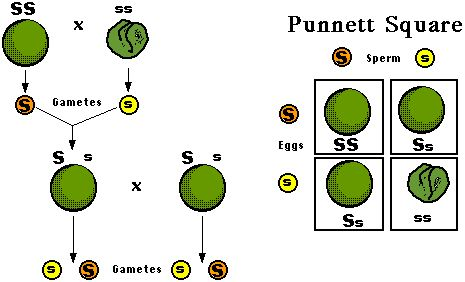 SS x ss
S Gametes s
S s x S s
s S Gametes s S
Punnett Square
S Sperm s
S
SS Ss
Eggs
s
Ss ss